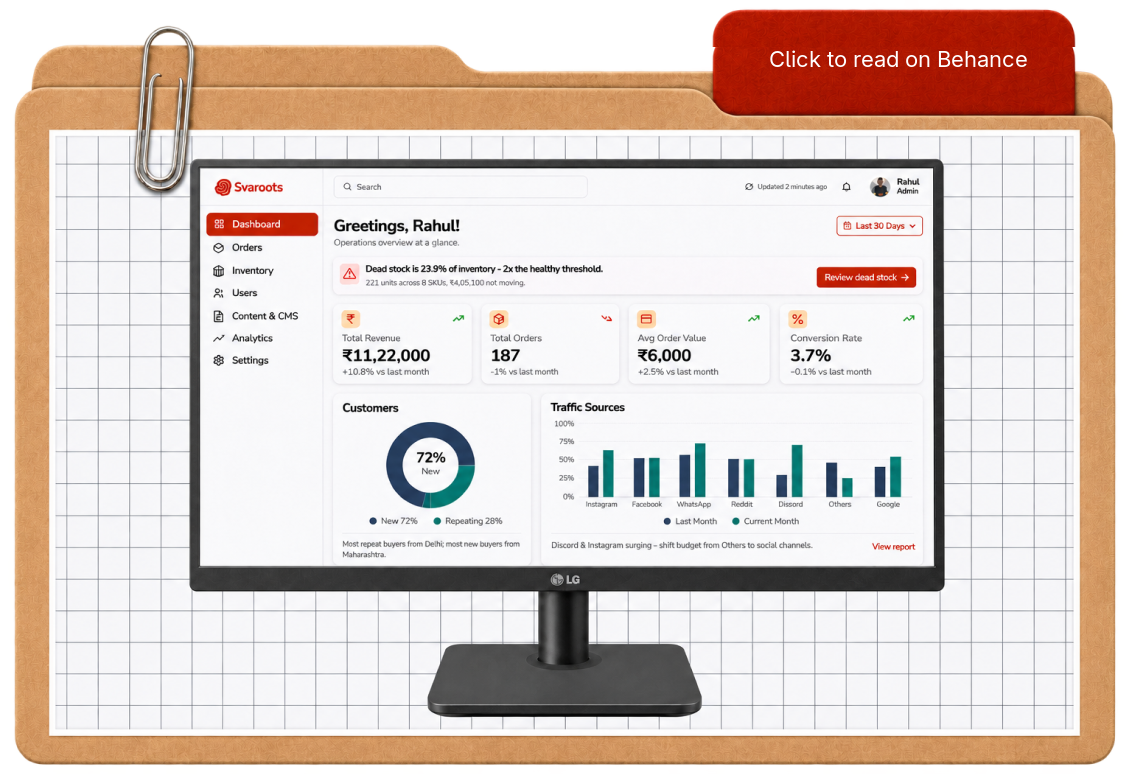 Click to read on Behance
Svaroots
Search
Updated 2 minutes ago
Rahul
Admin
Dashboard
Orders
Inventory
Users
Content & CMS
Analytics
Settings
Greetings, Rahul!
Operations overview at a glance.
Last 30 Days
Dead stock is 23.9% of inventory - 2x the healthy threshold.
221 units across 8 SKUs, ₹4,05,100 not moving.
Review dead stock →
Total Revenue
₹11,22,000
+10.8% vs last month
Total Orders
187
-1% vs last month
Avg Order Value
₹6,000
+2.5% vs last month
Conversion Rate
3.7%
-0.1% vs last month
Customers
72%
New
New 72%
Repeating 28%
Most repeat buyers from Delhi; most new buyers from
Maharashtra.
Traffic Sources
100%
75%
50%
25%
0%
Instagram Facebook WhatsApp Reddit Discord Others Google
Last Month
Current Month
Discord & Instagram surging – shift budget from Others to social channels.
View report
LG